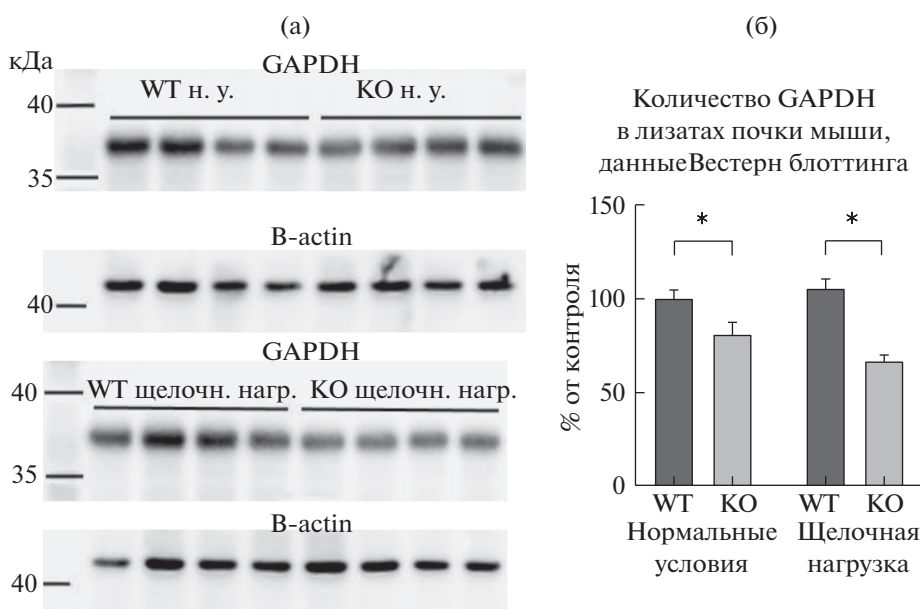 (а)
кДа
GAPDH
WT н. у.
KO н. у.
40
35
B-actin
40
GAPDH
WT щелочн. нагр.
KO щелочн. нагр.
40
35
B-actin
40
(б)
Количество GAPDH
в лизатах почки мыши,
данныеВестерн блоттинга
% от контроля
150
100
50
0
*
*
WT KO WT KO
Нормальные Щелочная
условия нагрузка